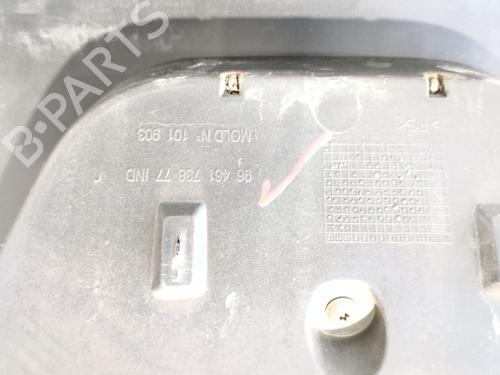 B-PARTS
MOLD Nº 101 903
96 461 738 77 IND
C